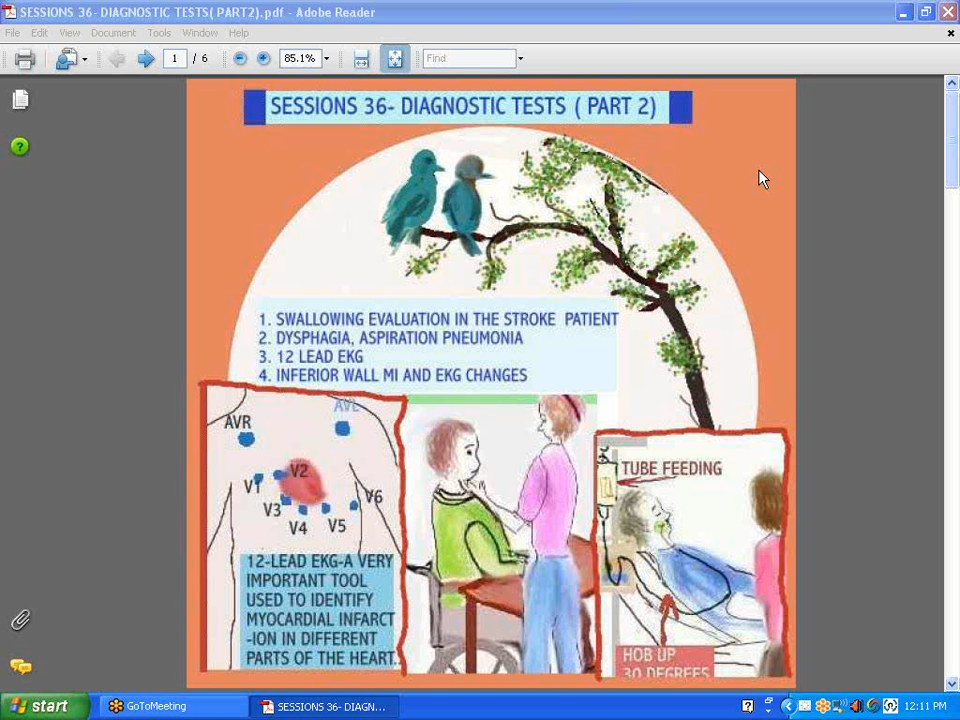 SESSIONS 36- DIAGNOSTIC TESTS( PART2).pdf - Adobe Reader
File Edit View Document Tools Window Help
1 / 6 85.1% Find
SESSIONS 36- DIAGNOSTIC TESTS ( PART 2)
1. SWALLOWING EVALUATION IN THE STROKE PATIENT
2. DYSPHAGIA, ASPIRATION PNEUMONIA
3. 12 LEAD EKG
4. INFERIOR WALL MI AND EKG CHANGES
AVR
AVL
V1
V2
V3
V4
V5
V6
12-LEAD EKG-A VERY
IMPORTANT TOOL
USED TO IDENTIFY
MYOCARDIAL INFARCT
-ION IN DIFFERENT
PARTS OF THE HEART.
TUBE FEEDING
HOB UP
30 DEGREES
start GoToMeeting SESSIONS 36- DIAGN... 12:11 PM